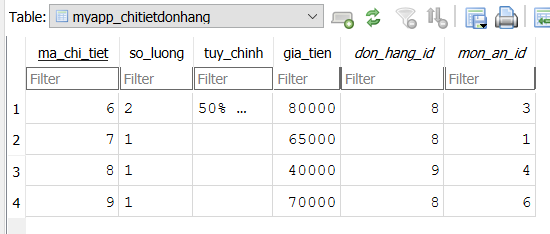 Table: myapp_chitietdonhang
ma_chi_tiet so_luong tuy_chinh gia_tien don_hang_id mon_an_id
Filter Filter Filter Filter Filter Filter
1 6 2 50% … 80000 8 3
2 7 1 65000 8 1
3 8 1 40000 9 4
4 9 1 70000 8 6